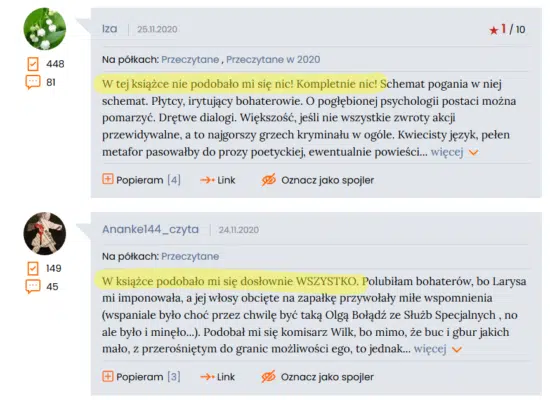 Iza | 25.11.2020
★ 1 / 10
448
81
Na półkach: Przeczytane , Przeczytane w 2020
W tej książce nie podobało mi się nic! Kompletnie nic! Schemat pogania w niej
schemat. Płytcy, irytujący bohaterowie. O pogłębionej psychologii postaci można
pomarzyć. Drętwe dialogi. Większość, jeśli nie wszystkie zwroty akcji
przewidywalne, a to najgorszy grzech kryminału w ogóle. Kwiecisty język, pełen
metafor pasowałby do prozy poetyckiej, ewentualnie powieści... więcej
Popieram [4] Link Oznacz jako spojler
Ananke144_czyta | 24.11.2020
149
45
Na półkach: Przeczytane
W książce podobało mi się dosłownie WSZYSTKO. Polubiłam bohaterów, bo Larysa
mi imponowała, a jej włosy obcięte na zapałkę przywołały miłe wspomnienia
(wspaniale było choć przez chwilę być taką Olgą Bołądź ze Służb Specjalnych , no
ale było i minęło...). Podobał mi się komisarz Wilk, bo mimo, że buc i gbur jakich
mało, z przerośniętym do granic możliwości ego, to jednak... więcej
Popieram [3] Link Oznacz jako spojler